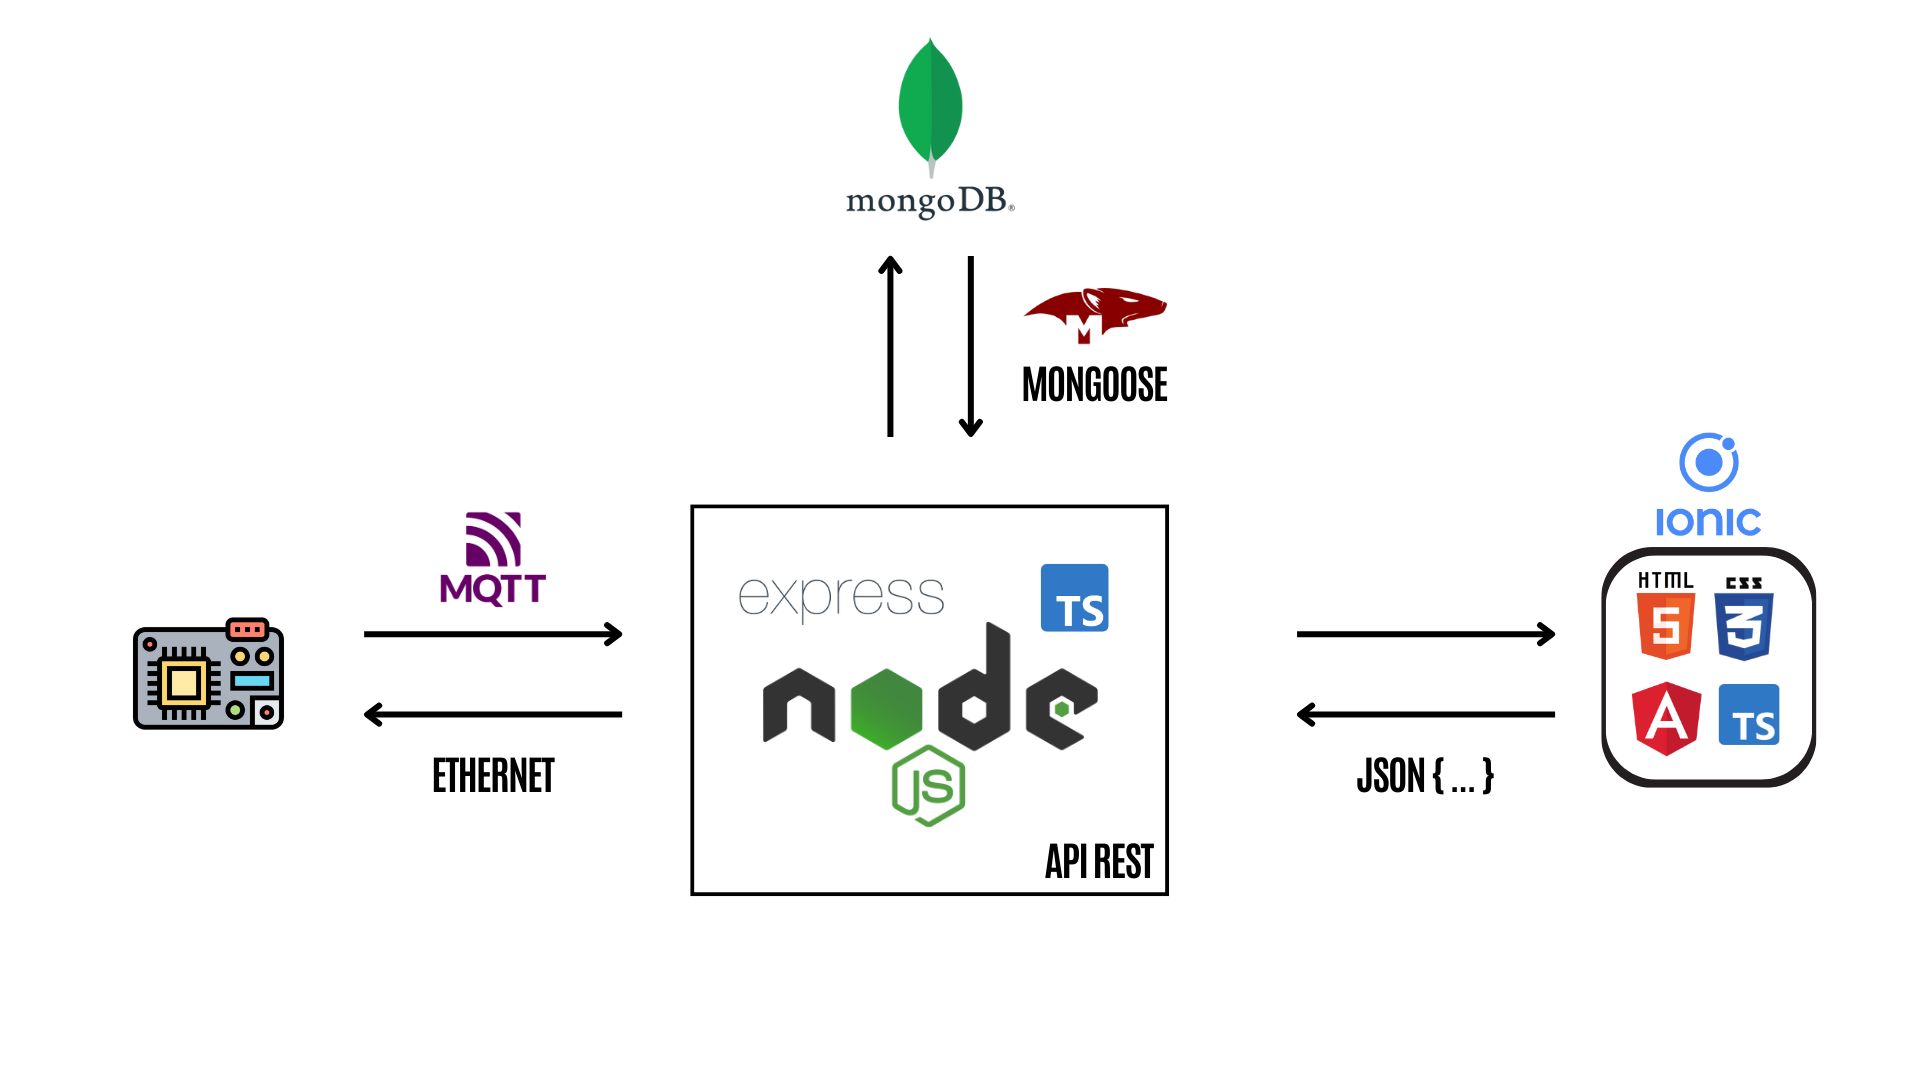 mongoDB®
M
MONGOOSE
IONIC
HTML
CSS
5
3
A
TS
MQTT
ETHERNET
express
TS
node
JS
API REST
JSON { ... }